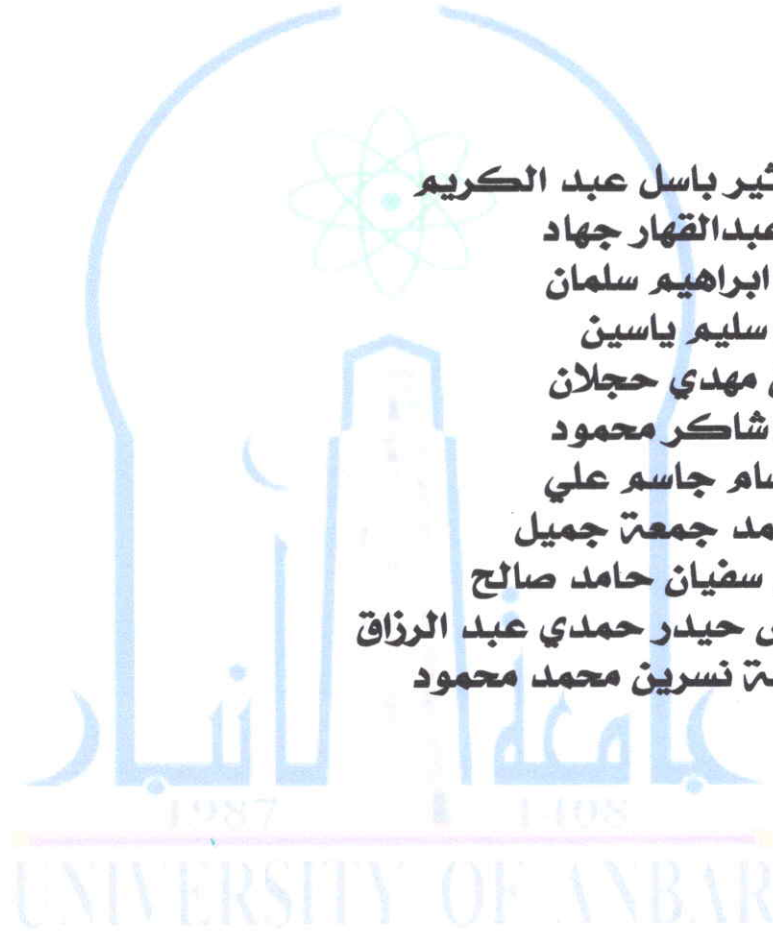 باسل عبد الكريم
عبدالقهار جهاد
ابراهيم سلمان
سليم ياسين
مهدي حجلان
شاكر محمود
جاسم علي
جمعة جميل
سفيان حامد صالح
حيدر حمدي عبد الرزاق
نسرين محمد محمود
جامعة الانبار
1987 1408
UNIVERSITY OF ANBAR